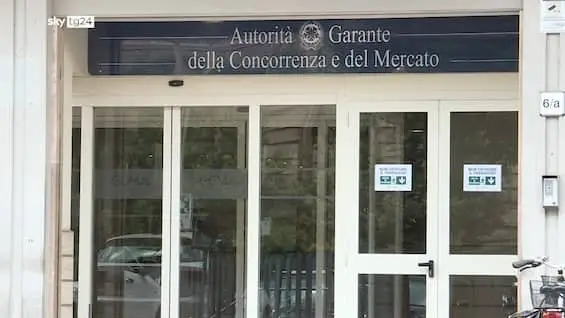 sky tg24
Autorità Garante
della Concorrenza e del Mercato
6/a